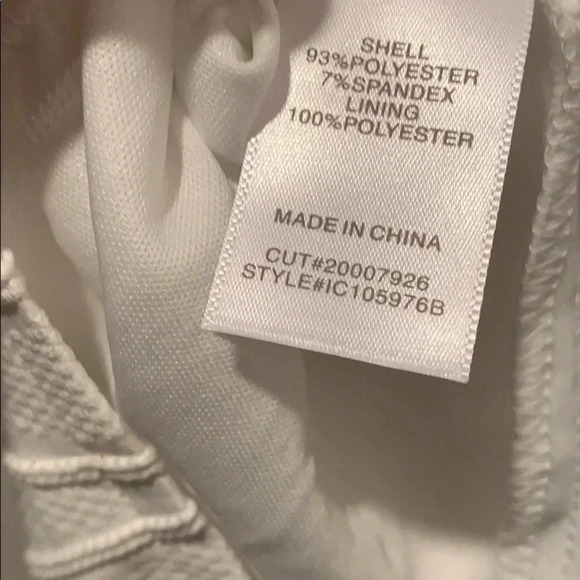 SHELL
93%POLYESTER
7%SPANDEX
LINING
100%POLYESTER
MADE IN CHINA
CUT#20007926
STYLE#IC105976B